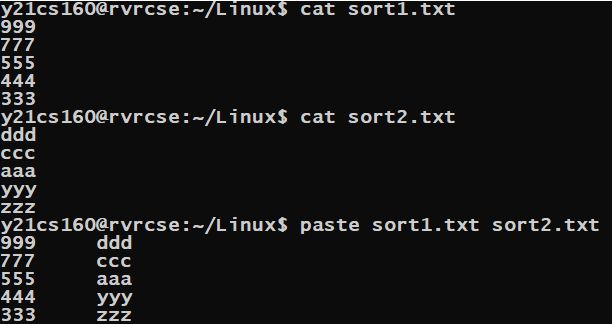 y21cs160@rvrcse:~/Linux$ cat sort1.txt
999
777
555
444
333
y21cs160@rvrcse:~/Linux$ cat sort2.txt
ddd
ccc
aaa
yyy
zzz
y21cs160@rvrcse:~/Linux$ paste sort1.txt sort2.txt
999     ddd
777     ccc
555     aaa
444     yyy
333     zzz